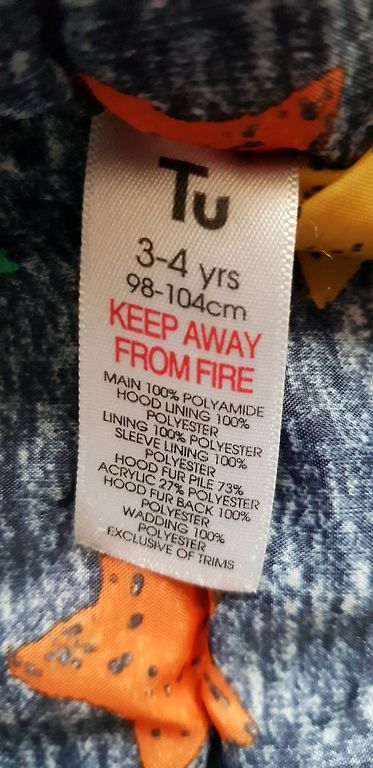 Tu
3-4 yrs
98-104cm
KEEP AWAY
FROM FIRE
MAIN 100% POLYAMIDE
HOOD LINING 100%
POLYESTER
LINING 100% POLYESTER
SLEEVE LINING 100%
POLYESTER
HOOD FUR PILE 73%
ACRYLIC 27% POLYESTER
HOOD FUR BACK 100%
POLYESTER
WADDING 100%
POLYESTER
EXCLUSIVE OF TRIMS